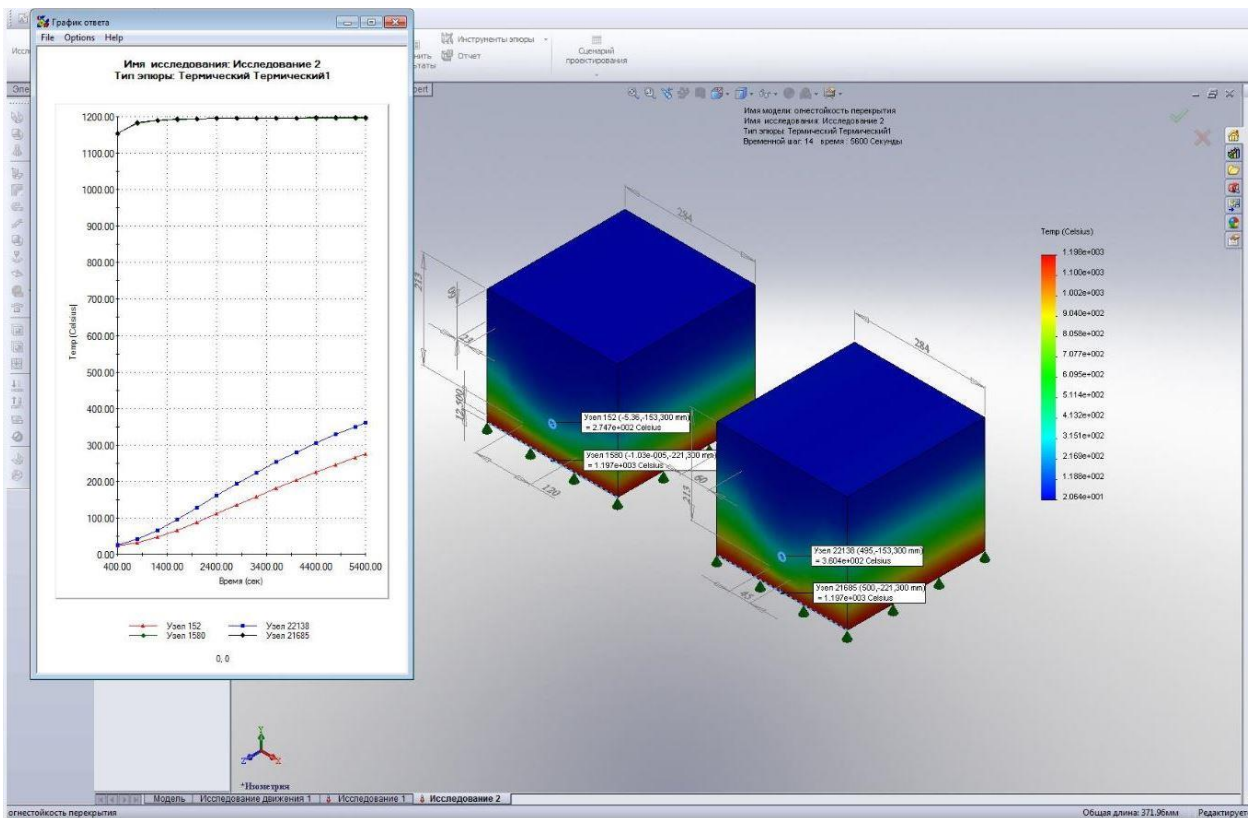 График ответа
File Options Help
Имя исследования: Исследование 2
Тип эпюры: Термический Термический1
1200.00
1100.00
1000.00
900.00
800.00
700.00
600.00
500.00
400.00
300.00
200.00
100.00
0.00
Temp (Celsius)
400.00 1400.00 2400.00 3400.00 4400.00 5400.00
Время (сек)
Узел 152 Узел 22138
Узел 1580 Узел 21685
0, 0
Инструменты эпюры
Отчет
Сценарий
проектирования
Имя модели: огнестойкость перекрытия
Имя исследования: Исследование 2
Тип эпюры: Термический Термический1
Временной шаг: 14 время : 5600 Секунды
Temp (Celsius)
1.198e+003
1.100e+003
1.002e+003
9.040e+002
8.058e+002
7.077e+002
6.095e+002
5.114e+002
4.132e+002
3.151e+002
2.169e+002
1.188e+002
2.064e+001
284
213
12,500
120
Узел 152 (-5.36,-153,300 mm)
= 2.747e+002 Celsius
Узел 1580 (-1.03e-005,-221,300 mm)
= 1.197e+003 Celsius
284
60
213
45
Узел 22138 (495,-153,300 mm)
= 3.604e+002 Celsius
Узел 21685 (500,-221,300 mm)
= 1.197e+003 Celsius
Y
Z
X
*Изометрия
Модель Исследование движения 1 Исследование 1 Исследование 2
огнестойкость перекрытия Общая длина: 371.96мм Редактирует